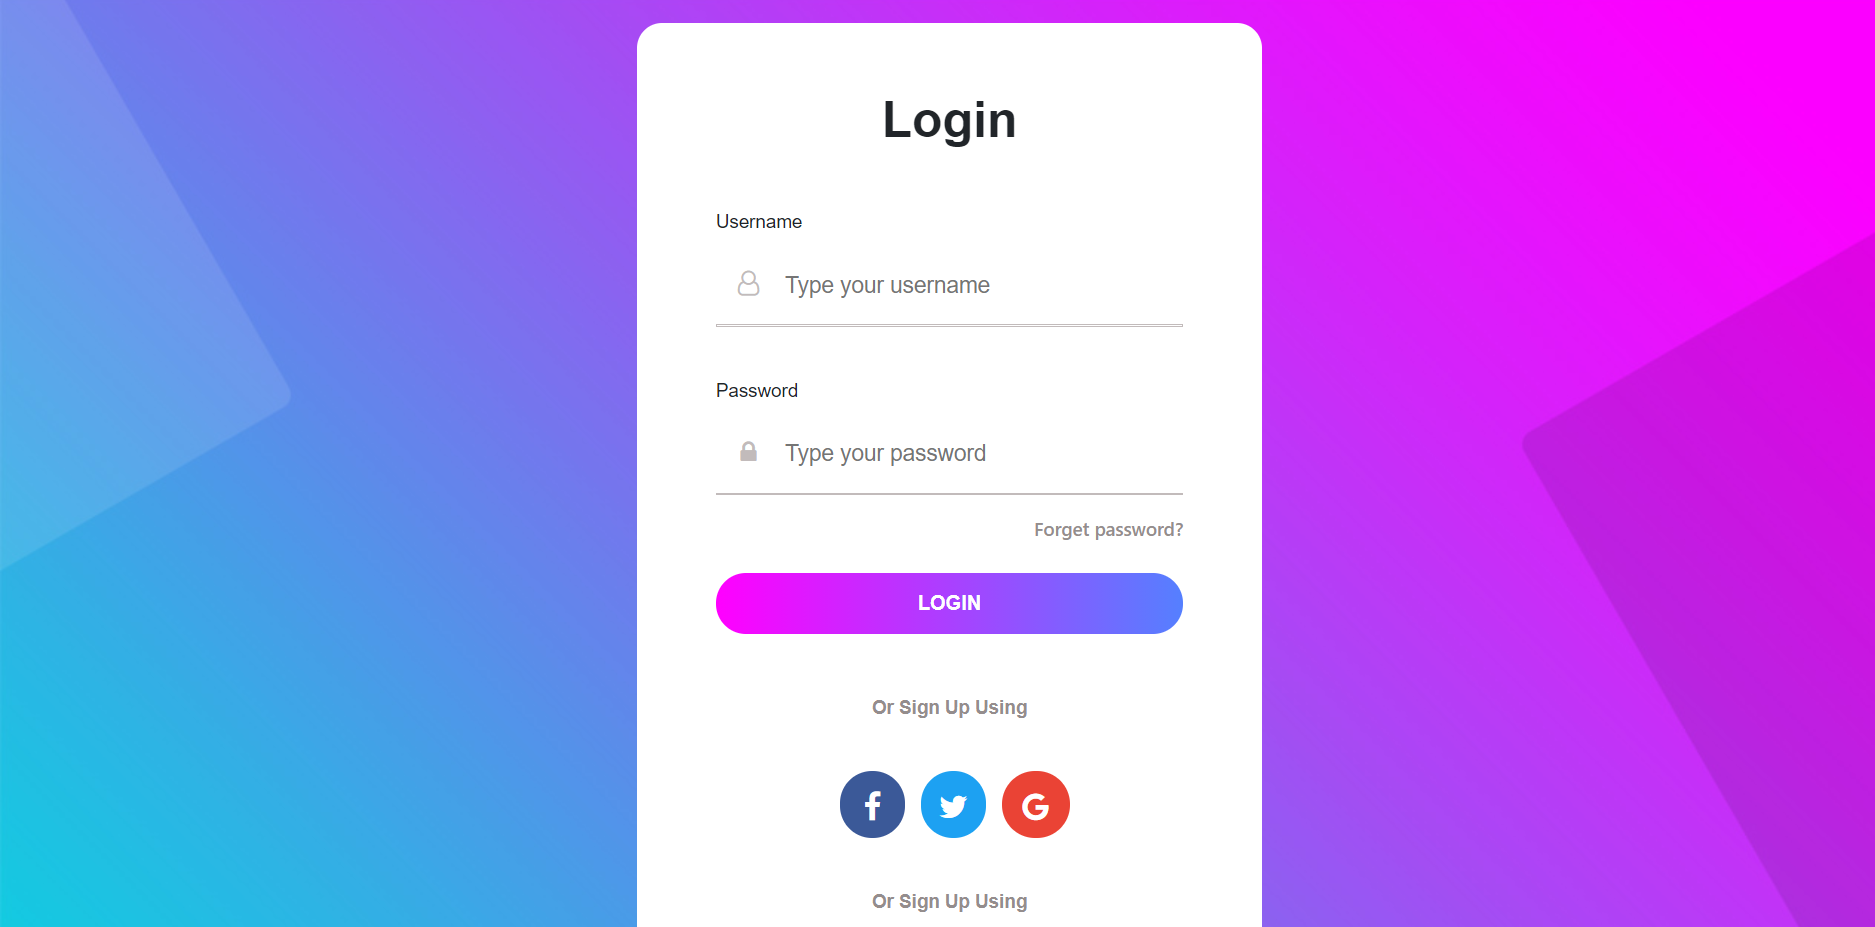 Login
Username
Type your username
Password
Type your password
Forget password?
LOGIN
Or Sign Up Using
Or Sign Up Using